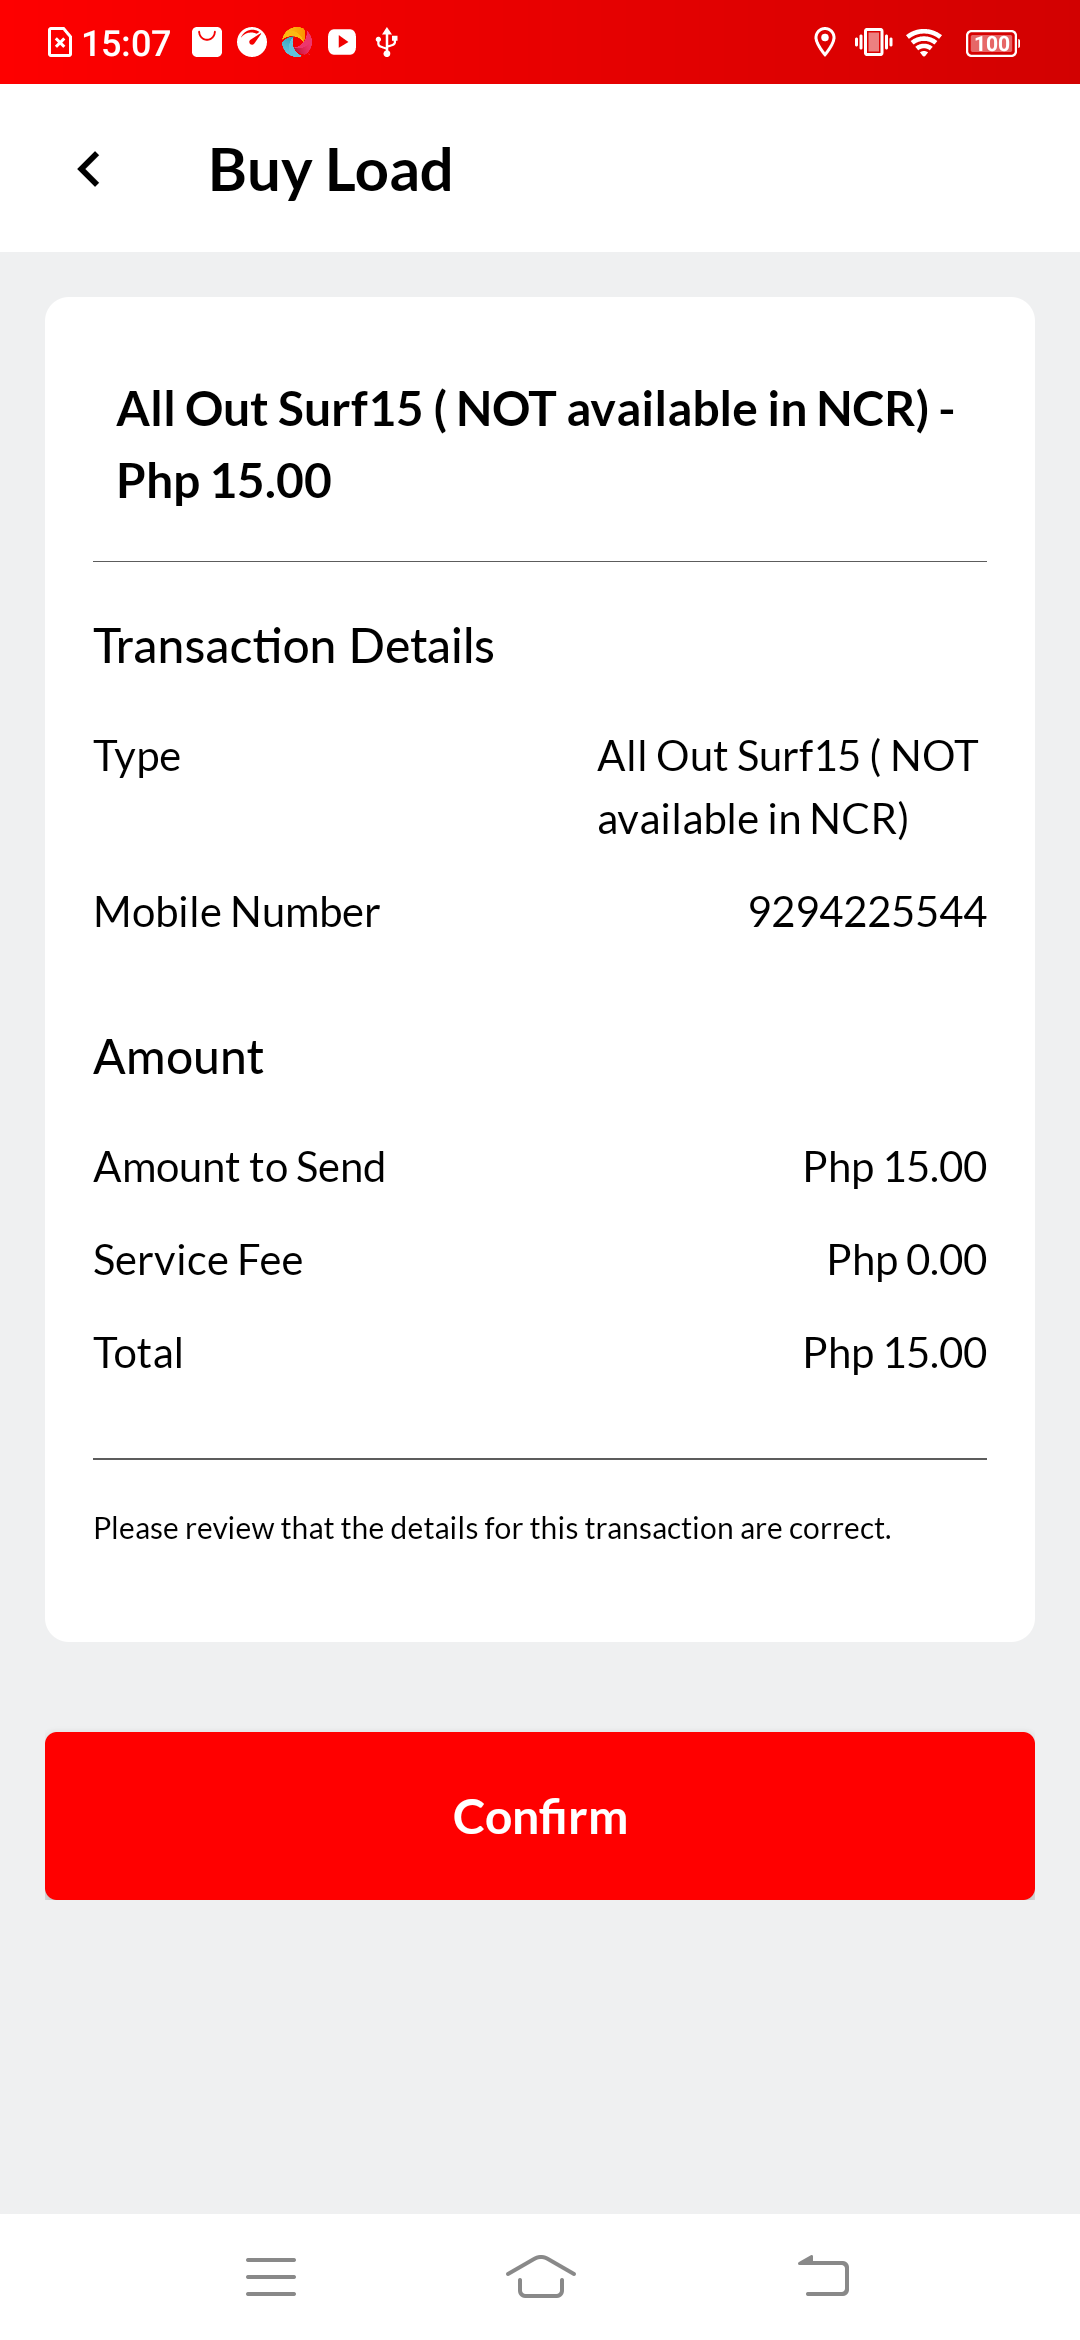 15:07
100
Buy Load
All Out Surf15 ( NOT available in NCR) -
Php 15.00
Transaction Details
Type
All Out Surf15 ( NOT
available in NCR)
Mobile Number 9294225544
Amount
Amount to Send Php 15.00
Service Fee Php 0.00
Total Php 15.00
Please review that the details for this transaction are correct.
Confirm